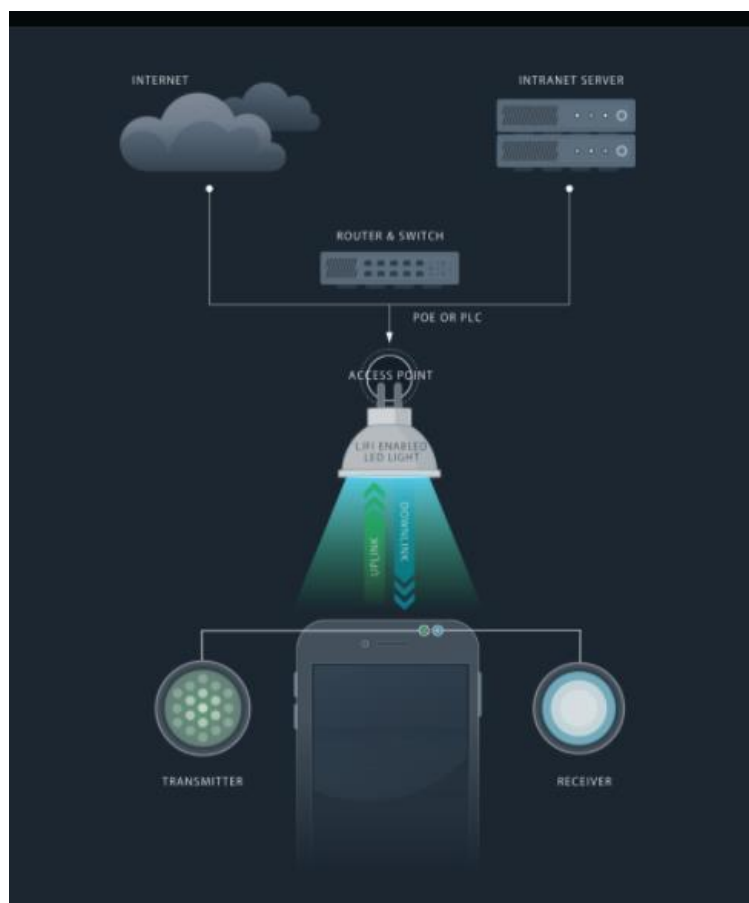 INTERNET
INTRANET SERVER
ROUTER & SWITCH
POE OR PLC
ACCESS POINT
LIFI ENABLED
LED LIGHT
UPLINK
DOWNLINK
TRANSMITTER
RECEIVER